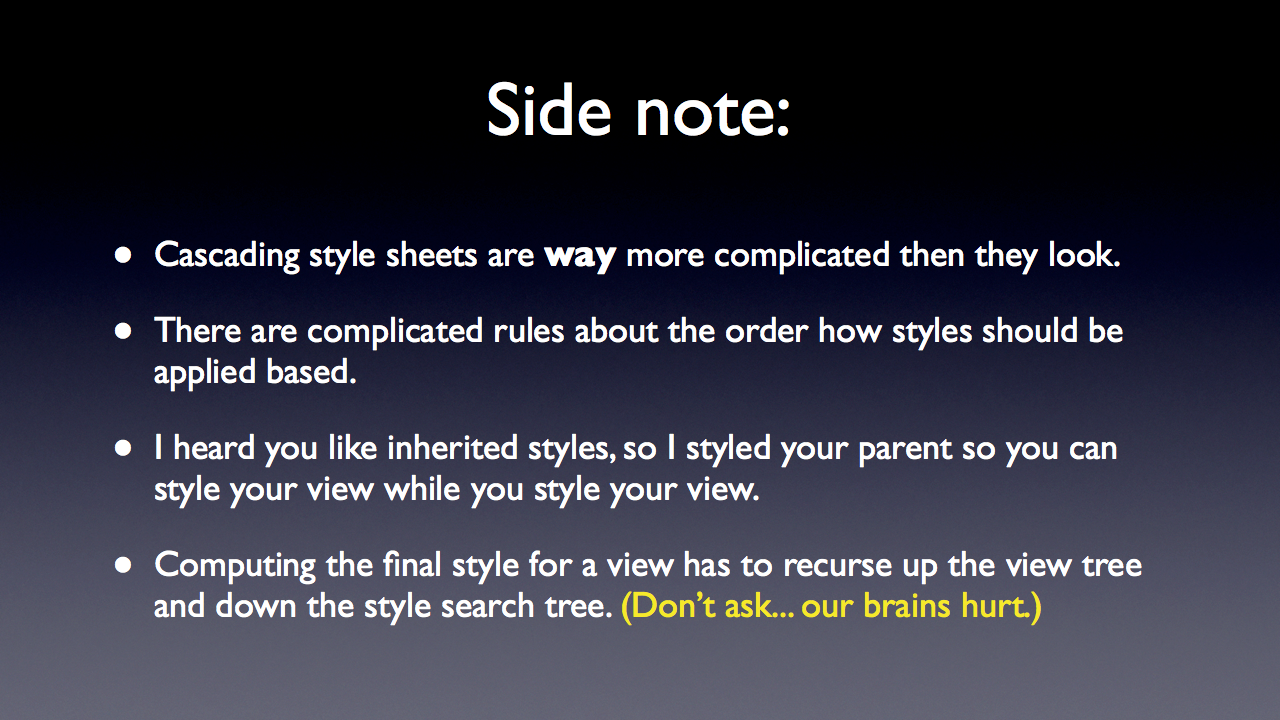 Side note:
• Cascading style sheets are way more complicated then they look.
• There are complicated rules about the order how styles should be
applied based.
• I heard you like inherited styles, so I styled your parent so you can
style your view while you style your view.
• Computing the final style for a view has to recurse up the view tree
and down the style search tree. (Don’t ask... our brains hurt.)